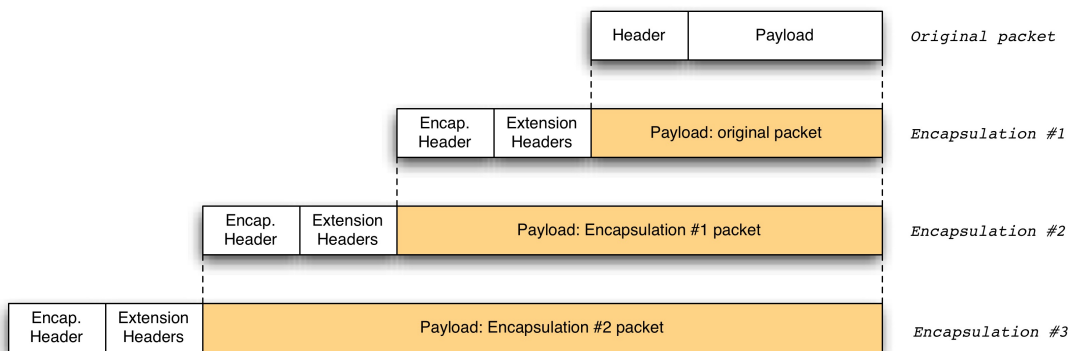 Header Payload Original packet
Encap. Header Extension Headers Payload: original packet Encapsulation #1
Encap. Header Extension Headers Payload: Encapsulation #1 packet Encapsulation #2
Encap. Header Extension Headers Payload: Encapsulation #2 packet Encapsulation #3